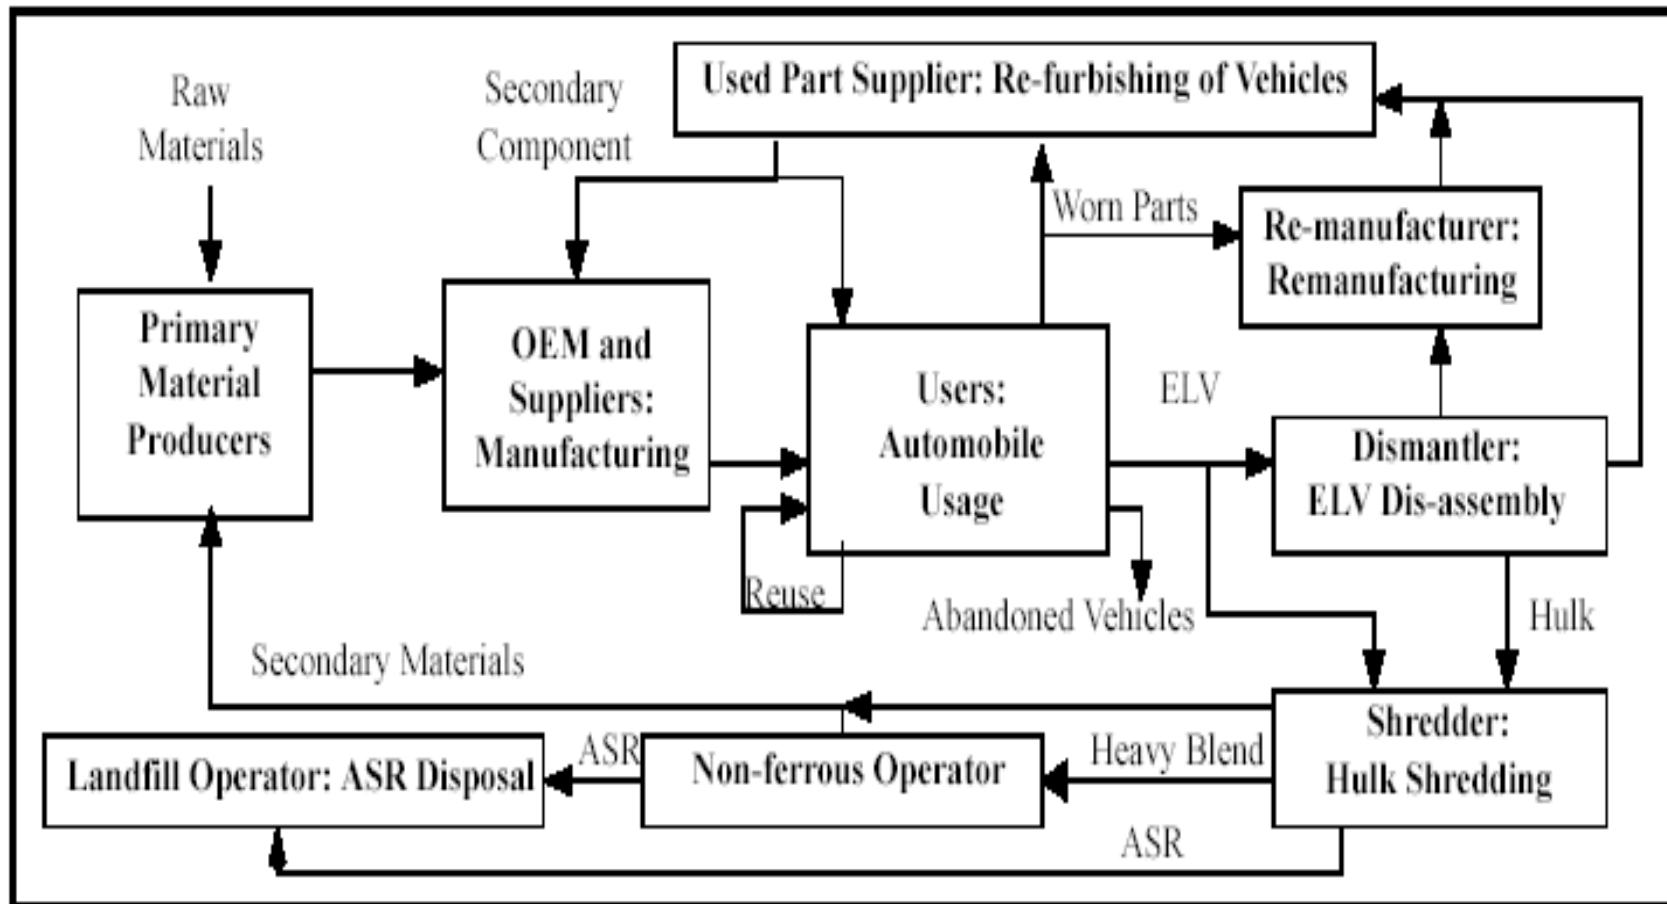 Used Part Supplier: Re-furbishing of Vehicles
Raw
Materials
Secondary
Component
Worn Parts
Re-manufacturer:
Remanufacturing
Primary
Material
Producers
OEM and
Suppliers:
Manufacturing
Users:
Automobile
Usage
ELV
Dismantler:
ELV Dis-assembly
Reuse
Abandoned Vehicles
Hulk
Secondary Materials
Shredder:
Hulk Shredding
Landfill Operator: ASR Disposal
ASR
Non-ferrous Operator
Heavy Blend
ASR